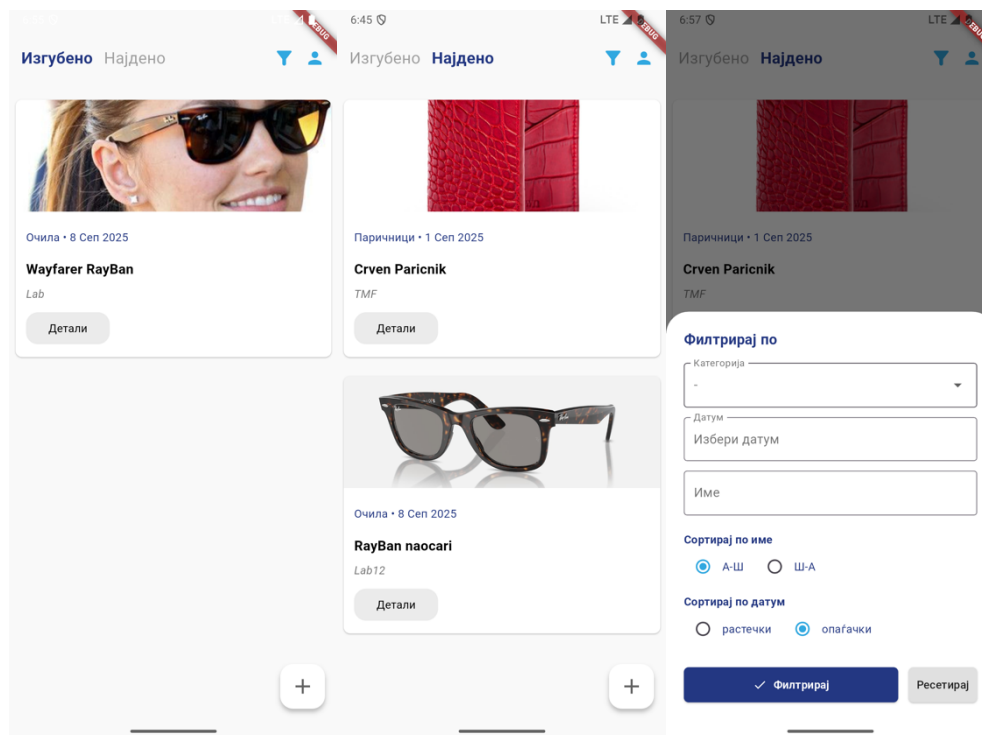 DEBUG
Изгубено Најдено
Очила • 8 Сеп 2025
Wayfarer RayBan
Lab
Детали
6:45 LTE
DEBUG
Изгубено Најдено
Паричници • 1 Сеп 2025
Crven Paricnik
TMF
Детали
Очила • 8 Сеп 2025
RayBan naocari
Lab12
Детали
6:57 LTE
DEBUG
Изгубено Најдено
Паричници • 1 Сеп 2025
Crven Paricnik
TMF
Филтрирај по
Категорија
-
Датум
Избери датум
Име
Сортирај по име
А-Ш Ш-А
Сортирај по датум
растечки опаѓачки
Филтрирај Ресетирај